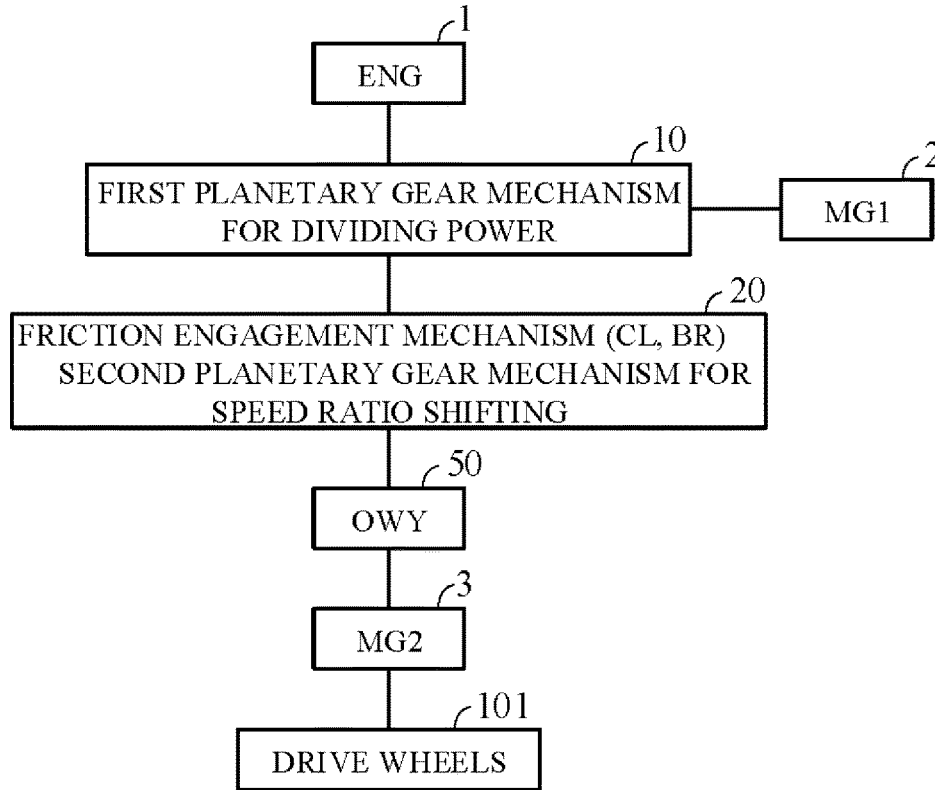 1
ENG
10
FIRST PLANETARY GEAR MECHANISM
FOR DIVIDING POWER
2
MG1
20
FRICTION ENGAGEMENT MECHANISM (CL, BR)
SECOND PLANETARY GEAR MECHANISM FOR
SPEED RATIO SHIFTING
50
OWY
3
MG2
101
DRIVE WHEELS